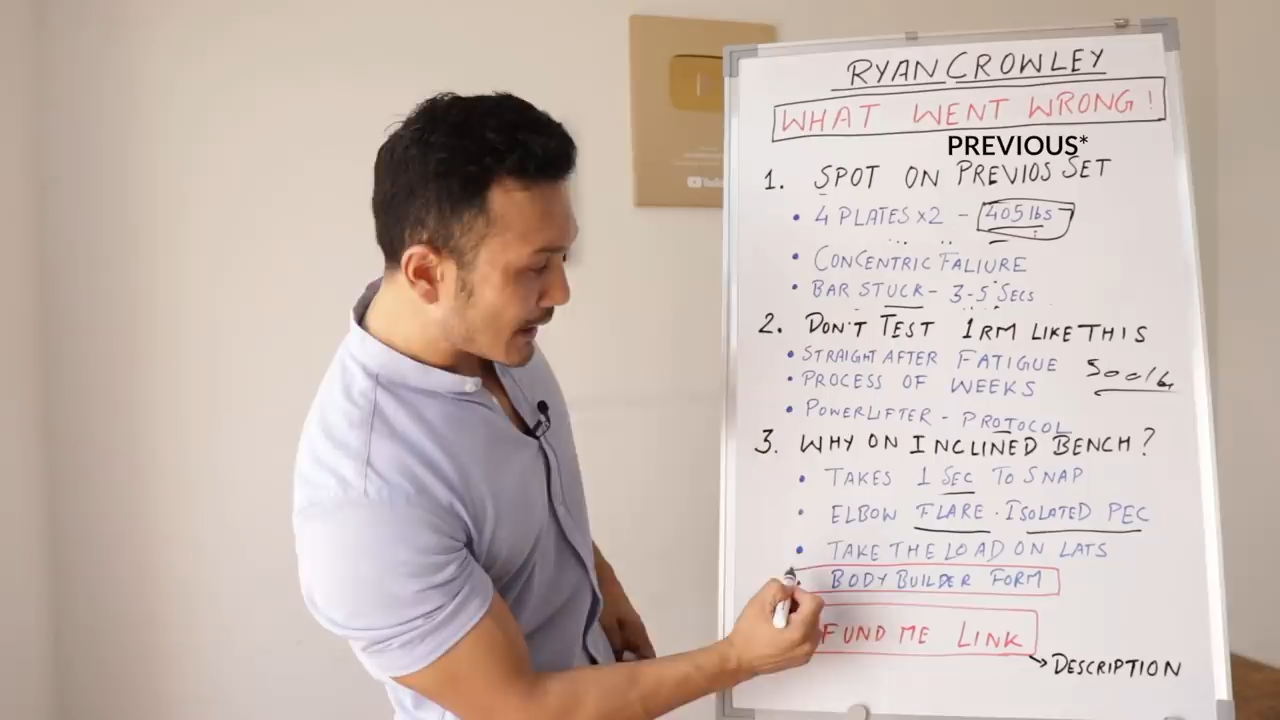 RYAN CROWLEY
WHAT WENT WRONG!
PREVIOUS*
1. SPOT ON PREVIOS SET
• 4 PLATES x2 - 405 lbs
• CONCENTRIC FALIURE
• BAR STUCK - 3-5 SECS
2. DON'T TEST 1RM LIKE THIS
• STRAIGHT AFTER FATIGUE
• PROCESS OF WEEKS
• POWERLIFTER - PROTOCOL
3. WHY ON INCLINED BENCH?
• TAKES 1 SEC TO SNAP
• ELBOW FLARE · ISOLATED PEC
• TAKE THE LOAD ON LATS
BODY BUILDER FORM
FUND ME LINK
DESCRIPTION